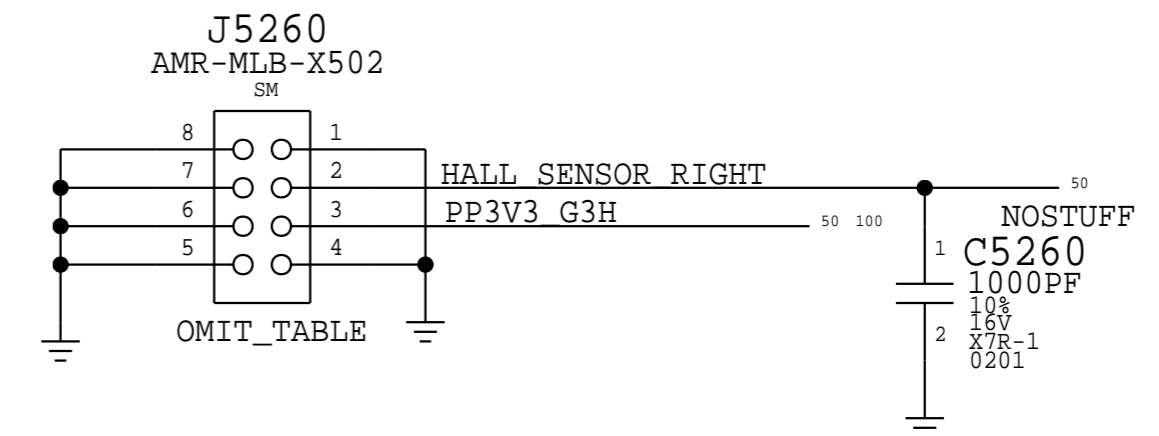 J5260
AMR-MLB-X502
SM
8 1
7 2 HALL_SENSOR_RIGHT 50
6 3 PP3V3_G3H 50 100
5 4
OMIT_TABLE
NOSTUFF
1 C5260
1000PF
10%
16V
2 X7R-1
0201